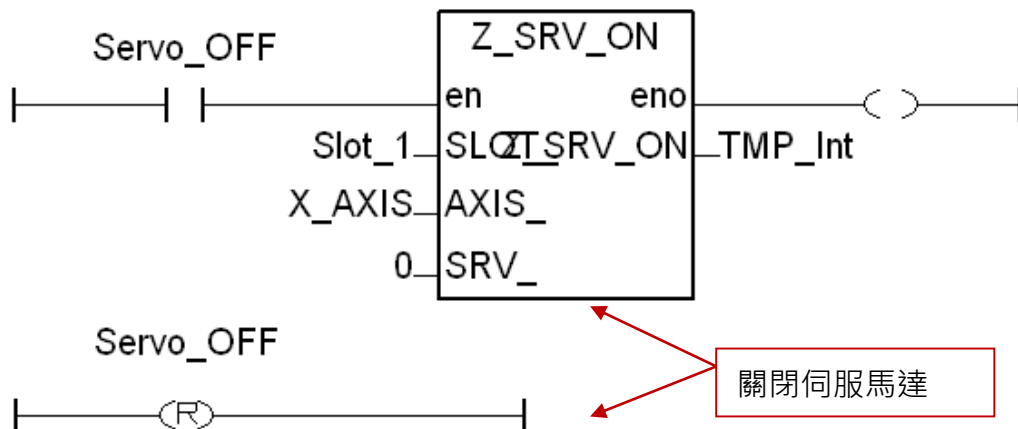 Servo_OFF
Z_SRV_ON
en eno
Slot_1 SLOT_ Z_SRV_ON TMP_Int
X_AXIS AXIS_
0 SRV_
Servo_OFF
R
關閉伺服馬達